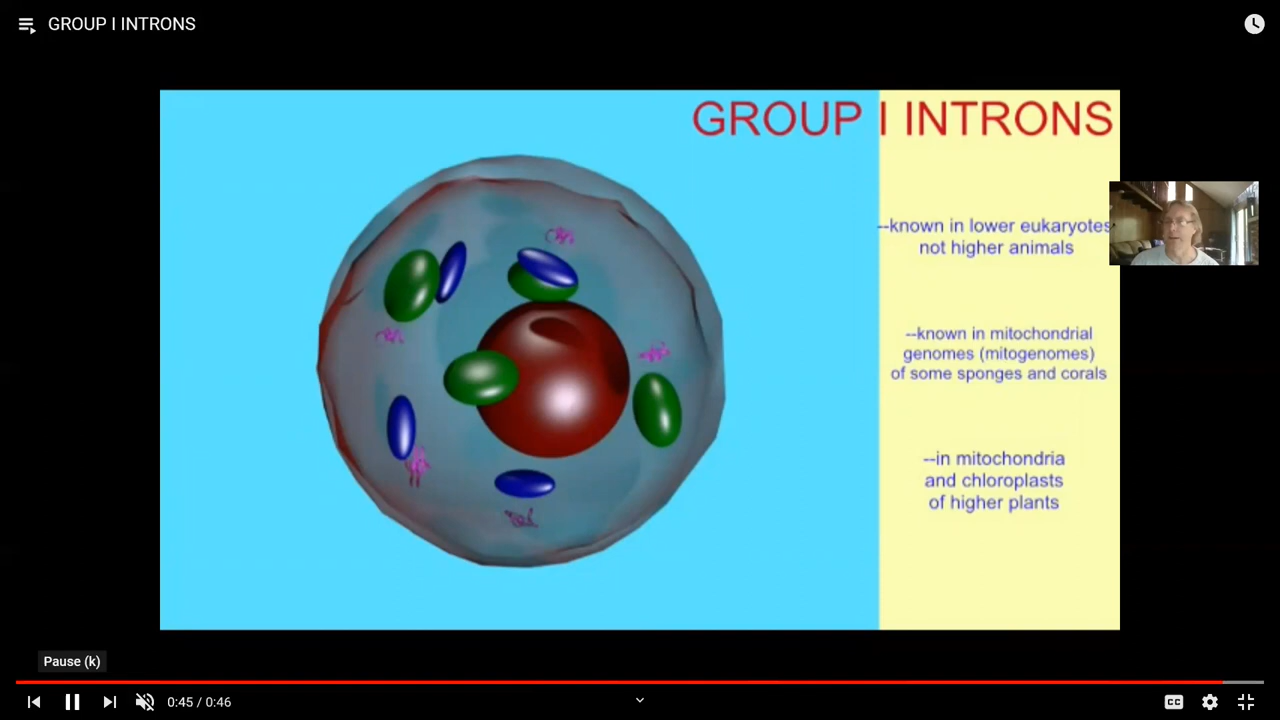 GROUP I INTRONS
GROUP I INTRONS
--known in lower eukaryotes
not higher animals
--known in mitochondrial
genomes (mitogenomes)
of some sponges and corals
--in mitochondria
and chloroplasts
of higher plants
Pause (k)
0:45 / 0:46
CC